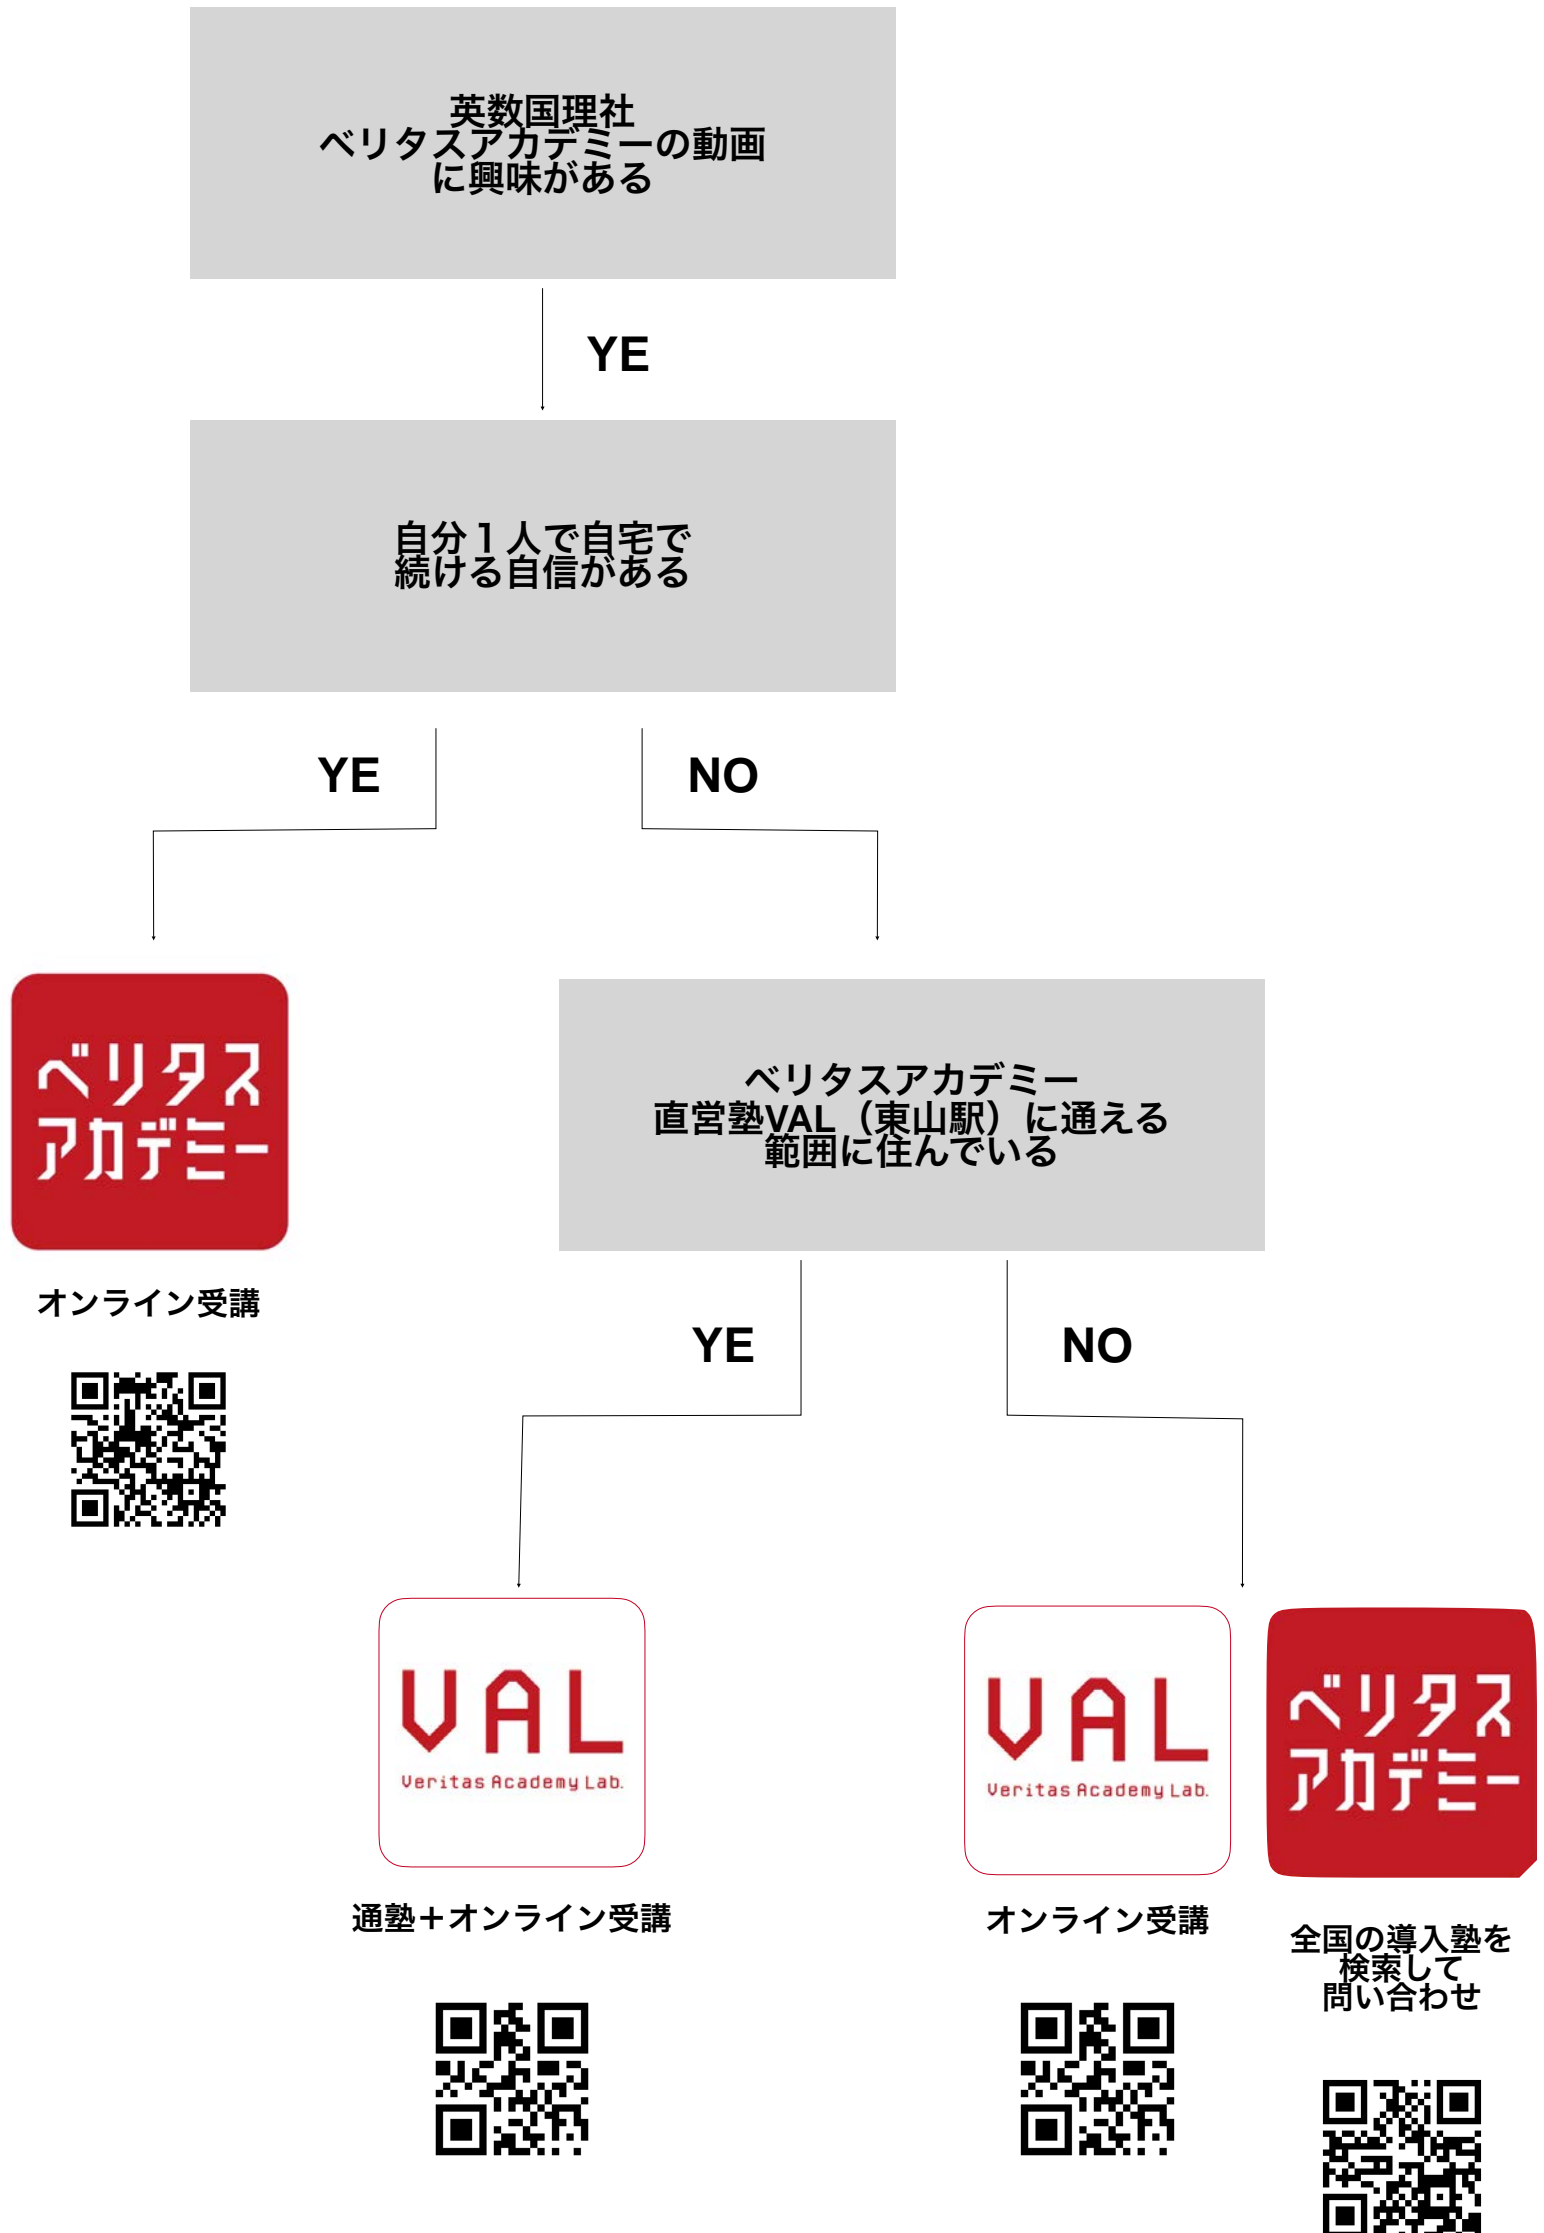 英数国理社
ベリタスアカデミーの動画
に興味がある
YE
自分１人で自宅で
続ける自信がある
YE
NO
ベリタス
アカデミー
オンライン受講
ベリタスアカデミー
直営塾VAL（東山駅）に通える
範囲に住んでいる
YE
NO
VAL
Veritas Academy Lab.
通塾＋オンライン受講
VAL
Veritas Academy Lab.
オンライン受講
ベリタス
アカデミー
全国の導入塾を
検索して
問い合わせ